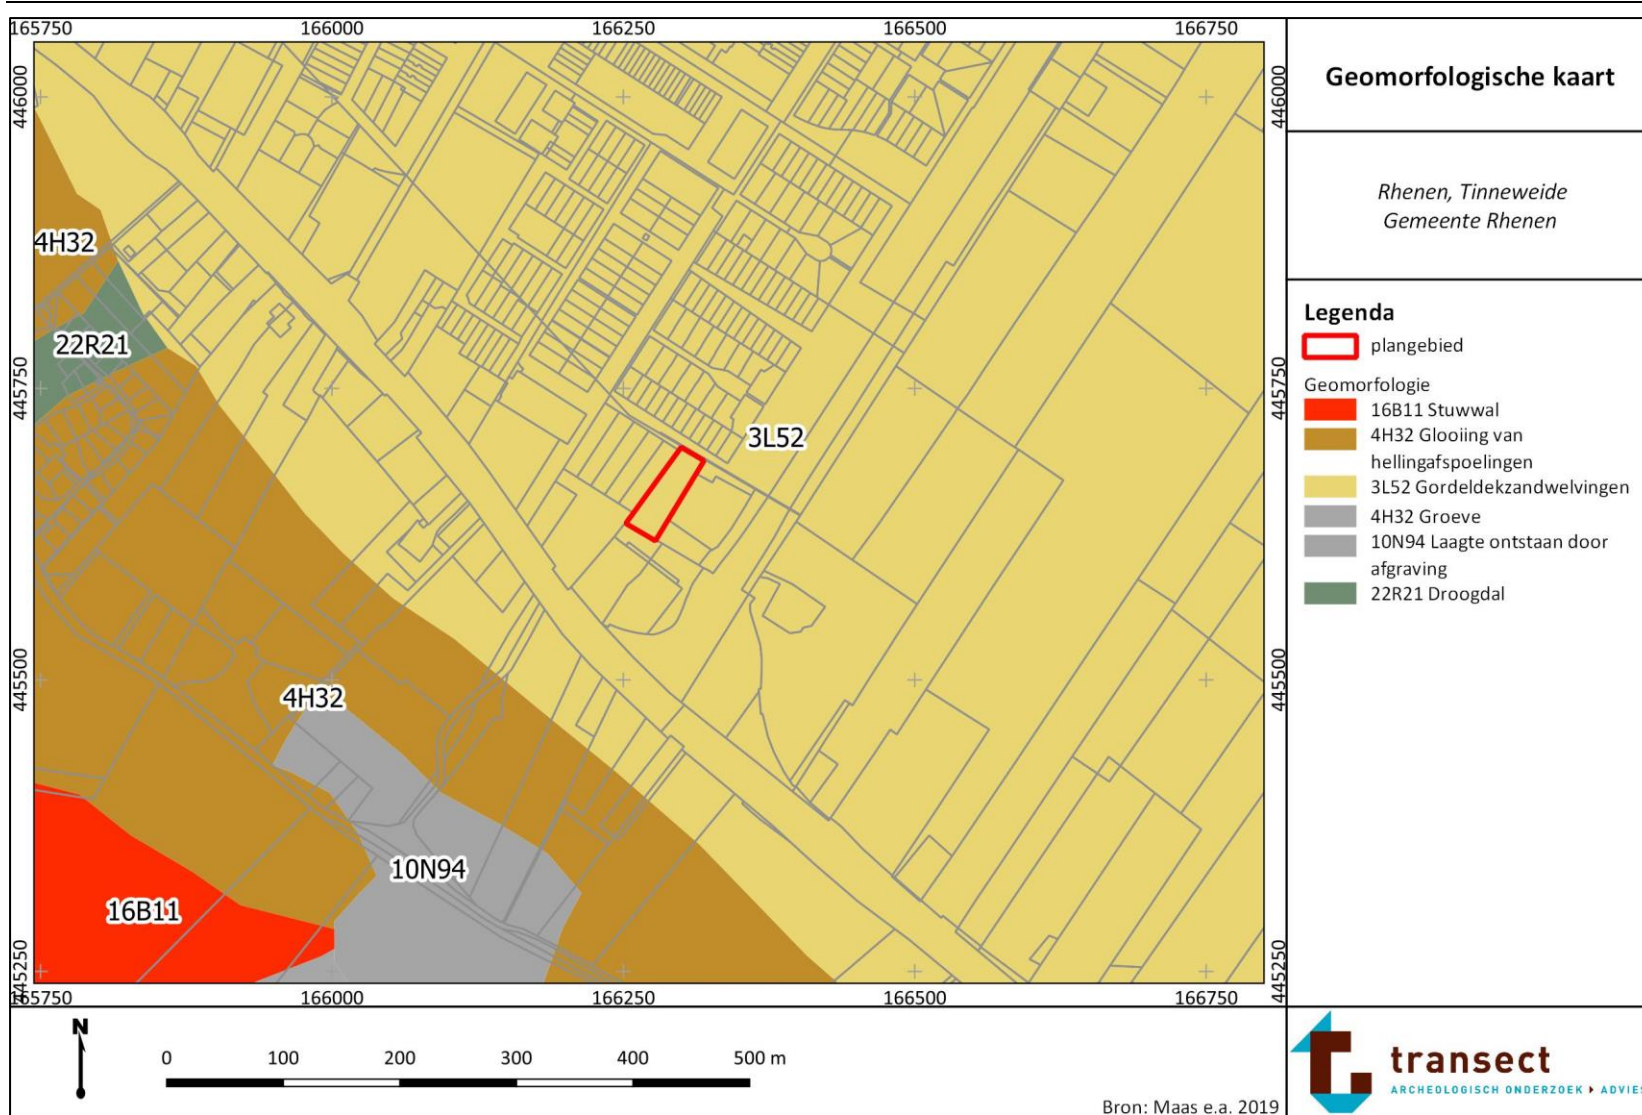 165750 166000 166250 166500 166750
446000
446000
4H32
22R21
445750
445750
3L52
445500
445500
4H32
10N94
16B11
445250
445250
165750 166000 166250 166500 166750
N
0 100 200 300 400 500 m
Bron: Maas e.a. 2019
Geomorfologische kaart
Rhenen, Tinneweide
Gemeente Rhenen
Legenda
plangebied
Geomorfologie
16B11 Stuwwal
4H32 Glooiing van
hellingafspoelingen
3L52 Gordeldekzandwelvingen
4H32 Groeve
10N94 Laagte ontstaan door
afgraving
22R21 Droogdal
transect
ARCHEOLOGISCH ONDERZOEK ▸ ADVIES